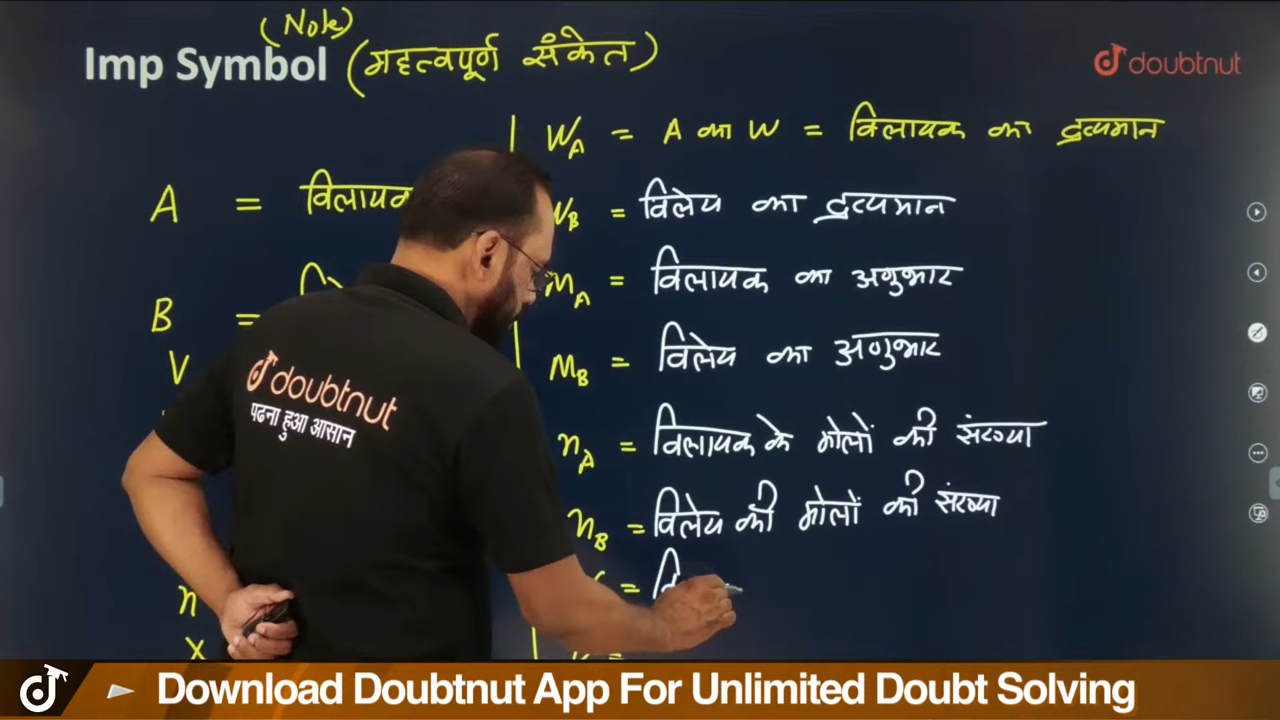 (Note)
Imp Symbol (महत्वपूर्ण संकेत)
doubtnut
A = विलायक
B =
V
n
X
W_A = A का W = विलायक का द्रव्यमान
W_B = विलेय का द्रव्यमान
M_A = विलायक का अणुभार
M_B = विलेय का अणुभार
n_A = विलायक के मोलों की संख्या
n_B = विलेय की मोलों की संख्या
= वि
doubtnut
पढना हुआ आसान
Download Doubtnut App For Unlimited Doubt Solving